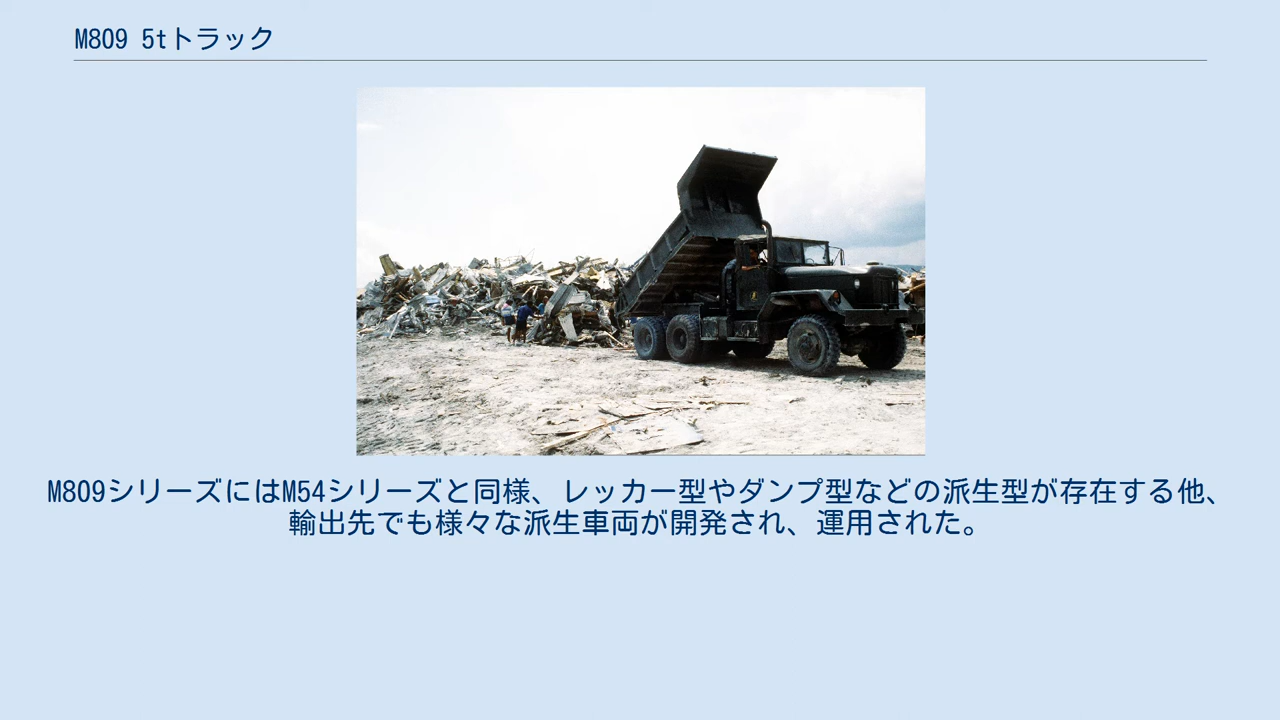 M809 5tトラック
M809シリーズにはM54シリーズと同様、レッカー型やダンプ型などの派生型が存在する他、
輸出先でも様々な派生車両が開発され、運用された。